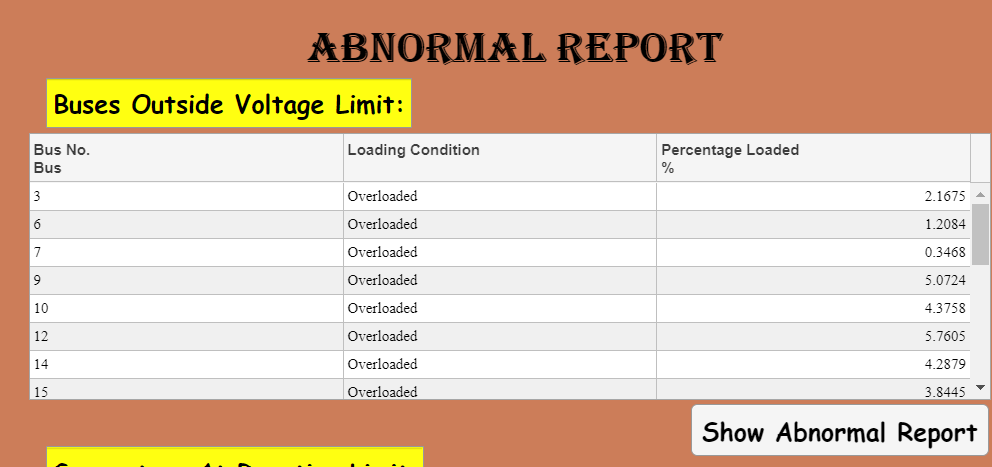 ABNORMAL REPORT
Buses Outside Voltage Limit:
Bus No. Loading Condition Percentage Loaded
Bus %
3 Overloaded 2.1675
6 Overloaded 1.2084
7 Overloaded 0.3468
9 Overloaded 5.0724
10 Overloaded 4.3758
12 Overloaded 5.7605
14 Overloaded 4.2879
15 Overloaded 3.8445
Show Abnormal Report